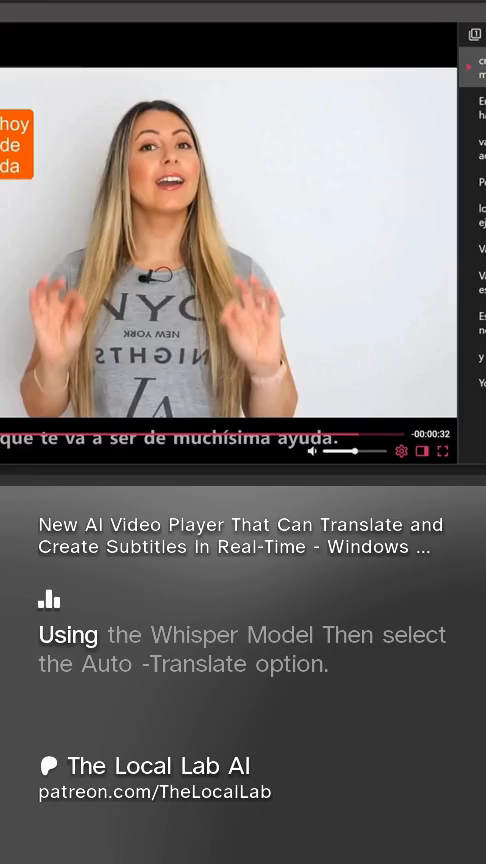 hoy
de
da
NEW YORK
NIGHTS
que te va a ser de muchísima ayuda.
-00:00:32
New AI Video Player That Can Translate and
Create Subtitles In Real-Time - Windows ...
Using the Whisper Model Then select
the Auto -Translate option.
The Local Lab AI
patreon.com/TheLocalLab